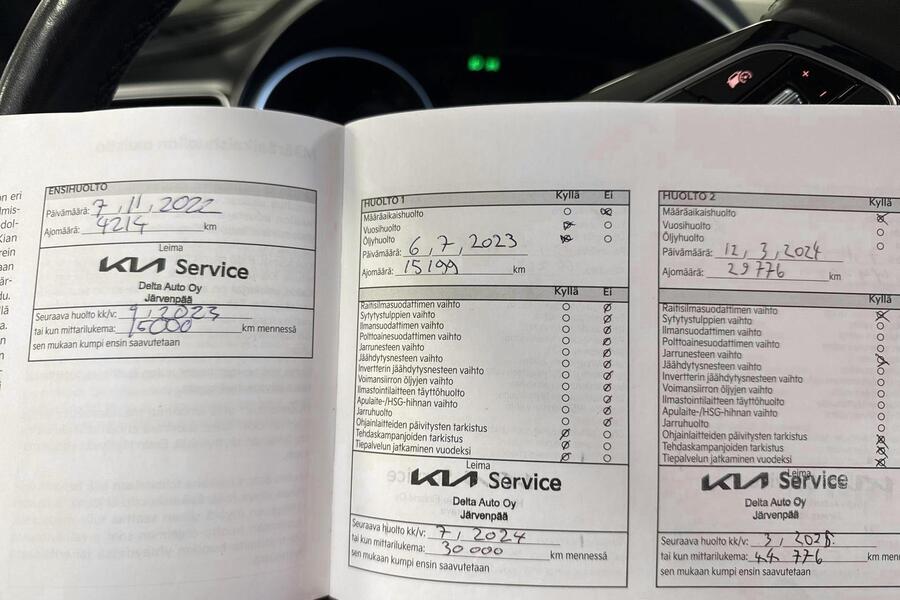 ENSIHUOLTO
Päivämäärä: 7, 11, 2022
Ajomäärä: 4214 km
Leima
KIA Service
Delta Auto Oy
Järvenpää
Seuraava huolto kk/v: 9, 2023
tai kun mittarilukema: 15000 km mennessä
sen mukaan kumpi ensin saavutetaan
HUOLTO 1 Kyllä Ei
Määräaikaishuolto
Vuosihuolto
Öljyhuolto
Päivämäärä: 6, 7, 2023
Ajomäärä: 15199 km
Kyllä Ei
Raitisilmasuodattimen vaihto
Sytytystulppien vaihto
Ilmansuodattimen vaihto
Polttoainesuodattimen vaihto
Jarrunesteen vaihto
Jäähdytysnesteen vaihto
Invertterin jäähdytysnesteen vaihto
Voimansiirron öljyjen vaihto
Ilmastointilaitteen täyttöhuolto
Apulaite-/HSG-hihnan vaihto
Jarruhuolto
Ohjainlaitteiden päivitysten tarkistus
Tehdaskampanjoiden tarkistus
Tiepalvelun jatkaminen vuodeksi
Leima
KIA Service
Delta Auto Oy
Järvenpää
Seuraava huolto kk/v: 7, 2024
tai kun mittarilukema: 30 000 km mennessä
sen mukaan kumpi ensin saavutetaan
HUOLTO 2 Kyllä
Määräaikaishuolto
Vuosihuolto
Öljyhuolto
Päivämäärä: 12, 3, 2024
Ajomäärä: 29776 km
Kyllä
Raitisilmasuodattimen vaihto
Sytytystulppien vaihto
Ilmansuodattimen vaihto
Polttoainesuodattimen vaihto
Jarrunesteen vaihto
Jäähdytysnesteen vaihto
Invertterin jäähdytysnesteen vaihto
Voimansiirron öljyjen vaihto
Ilmastointilaitteen täyttöhuolto
Apulaite-/HSG-hihnan vaihto
Jarruhuolto
Ohjainlaitteiden päivitysten tarkistus
Tehdaskampanjoiden tarkistus
Tiepalvelun jatkaminen vuodeksi
Leima
KIA Service
Delta Auto Oy
Järvenpää
Seuraava huolto kk/v: 3, 2025
tai kun mittarilukema: 44 776 km
sen mukaan kumpi ensin saavutetaan